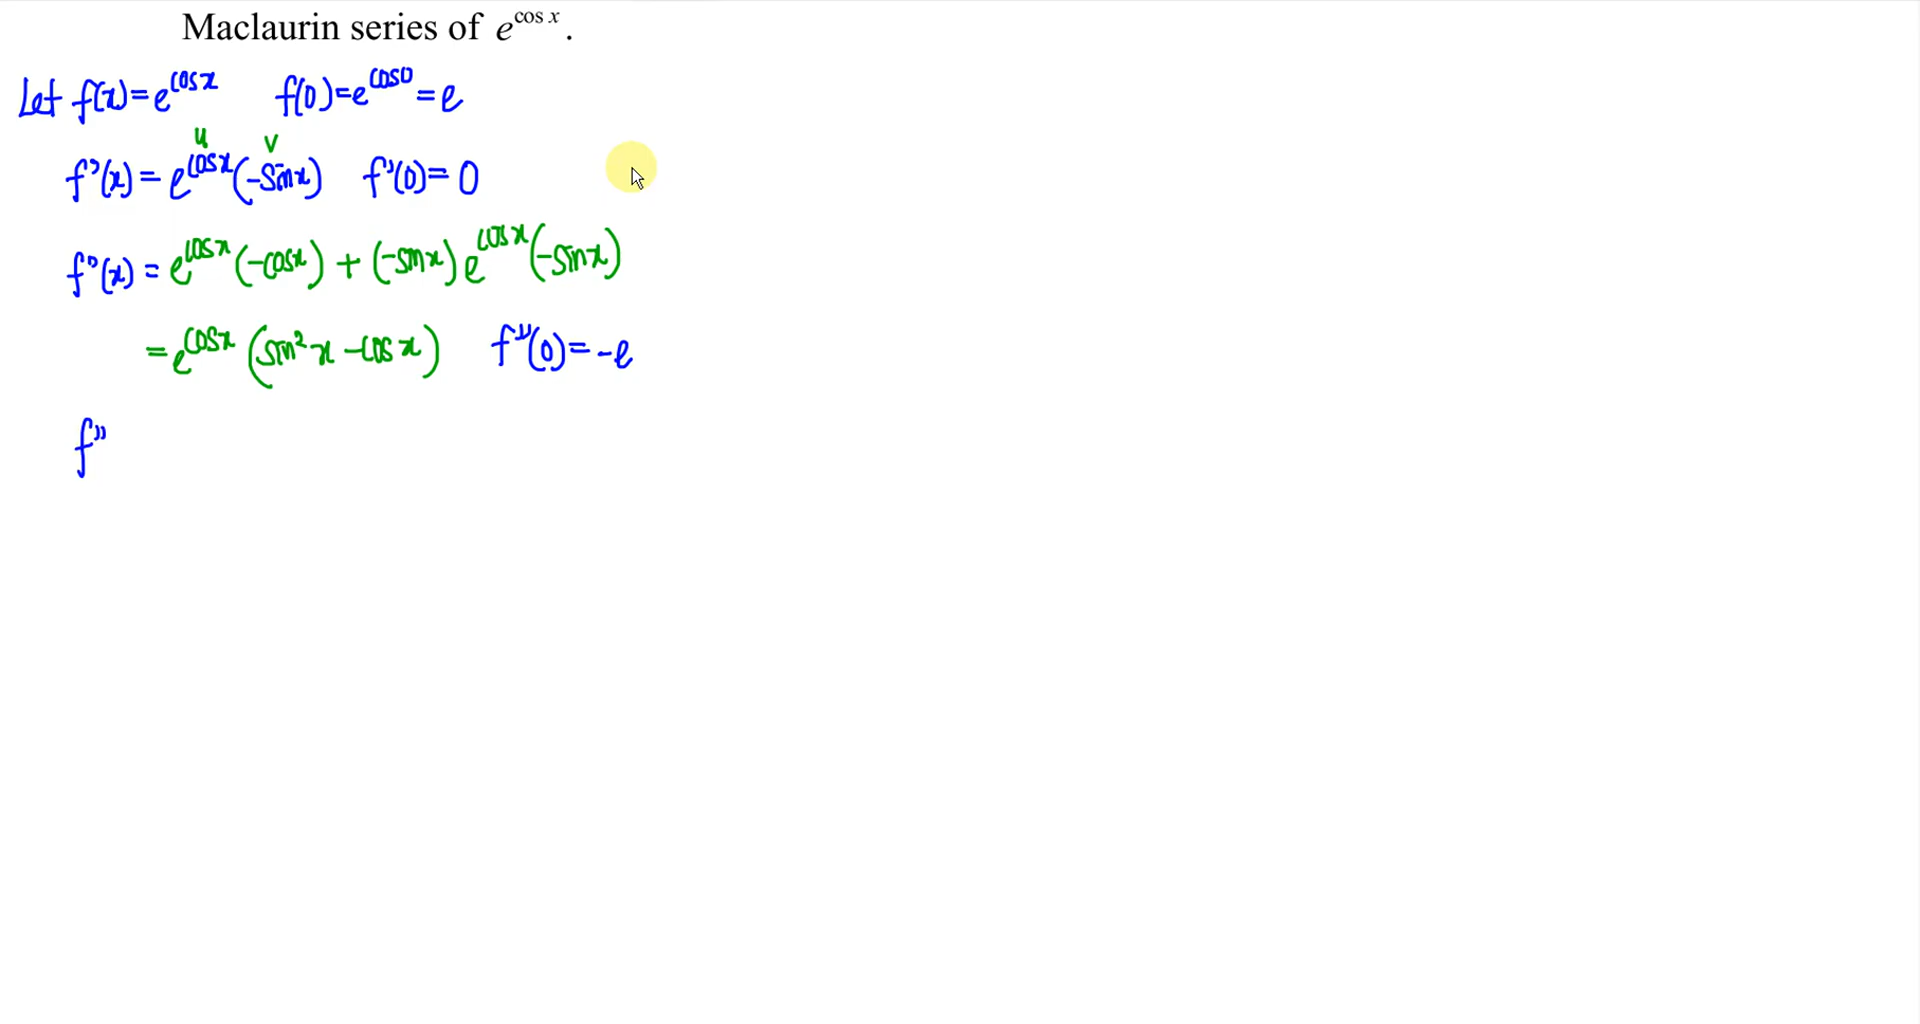 Maclaurin series of e^{cos x}.
Let f(x) = e^{cos x} f(0) = e^{cos 0} = e
u v
f'(x) = e^{cos x}(-sin x) f'(0) = 0
f''(x) = e^{cos x}(-cos x) + (-sin x) e^{cos x}(-sin x)
= e^{cos x}(sin² x - cos x) f''(0) = -e
f''